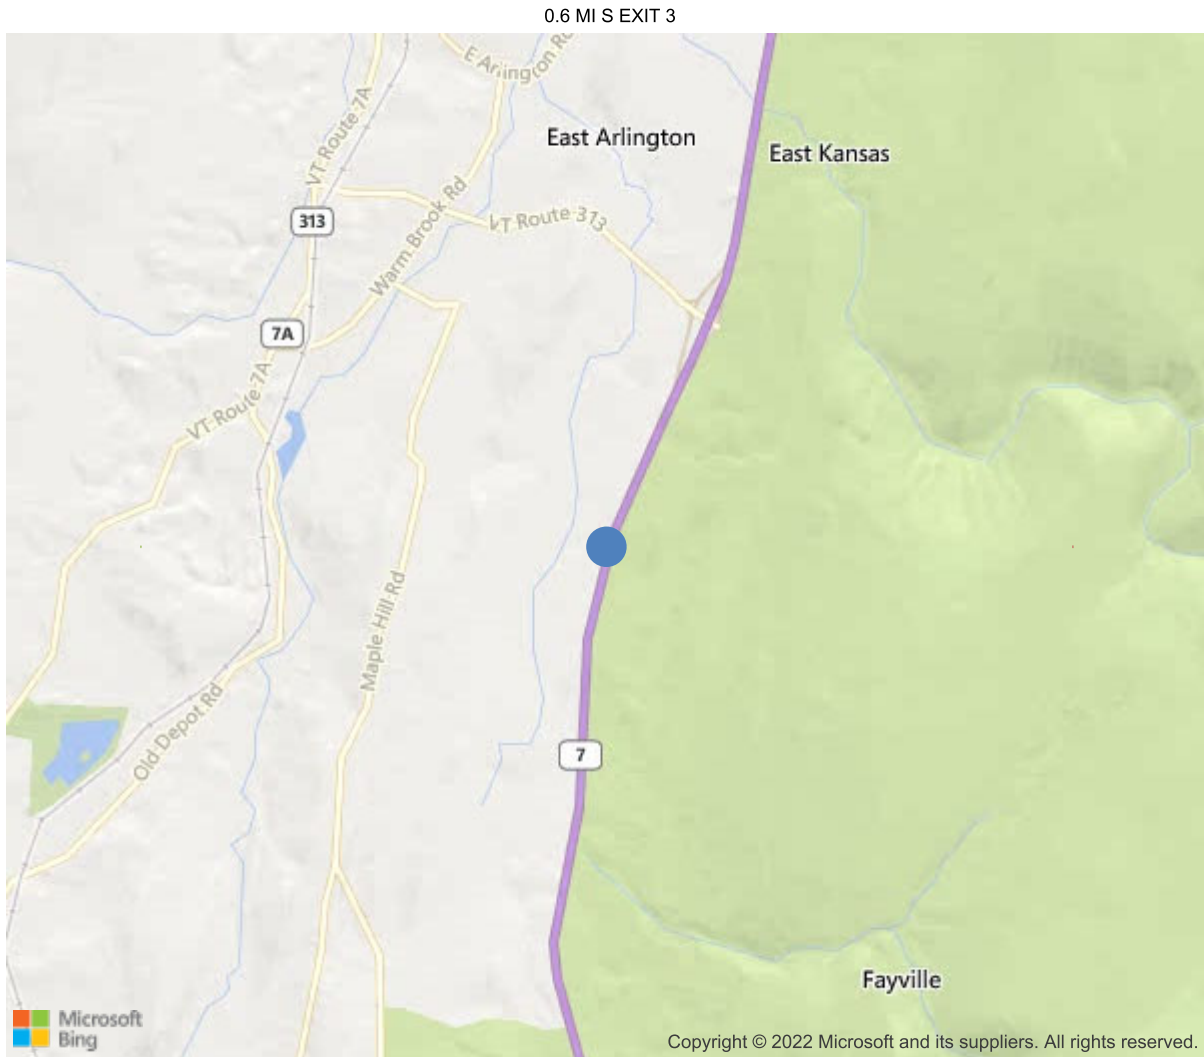 0.6 MI S EXIT 3
E Arlington Rd
VT Route 7A
East Arlington
East Kansas
Warm Brook Rd
313
VT Route 313
7A
VT Route 7A
Maple Hill Rd
Old Depot Rd
7
Fayville
Microsoft
Bing
Copyright © 2022 Microsoft and its suppliers. All rights reserved.